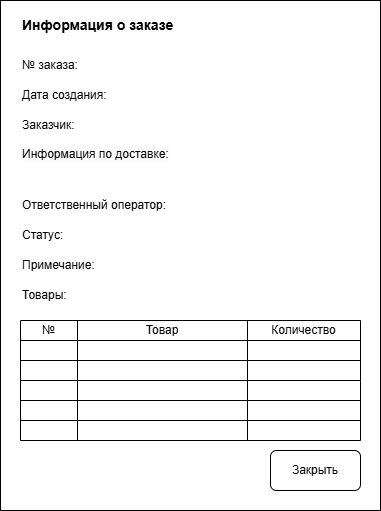 Информация о заказе
№ заказа:
Дата создания:
Заказчик:
Информация по доставке:
Ответственный оператор:
Статус:
Примечание:
Товары:
№ Товар Количество
Закрыть